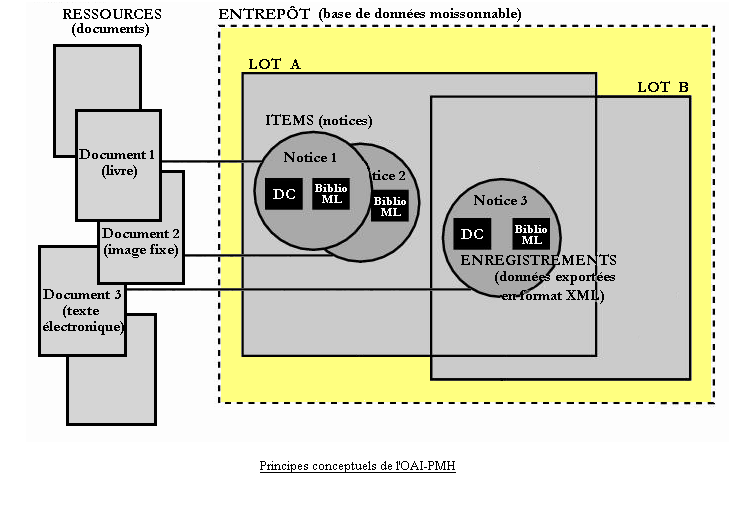 RESSOURCES
(documents)
ENTREPÔT (base de données moissonnable)
LOT A
LOT B
ITEMS (notices)
Document 1
(livre)
Notice 1
DC
Biblio
ML
tice 2
Biblio
ML
Notice 3
DC
Biblio
ML
Document 2
(image fixe)
ENREGISTREMENTS
(données exportées
en format XML)
Document 3
(texte
électronique)
Principes conceptuels de l'OAI-PMH